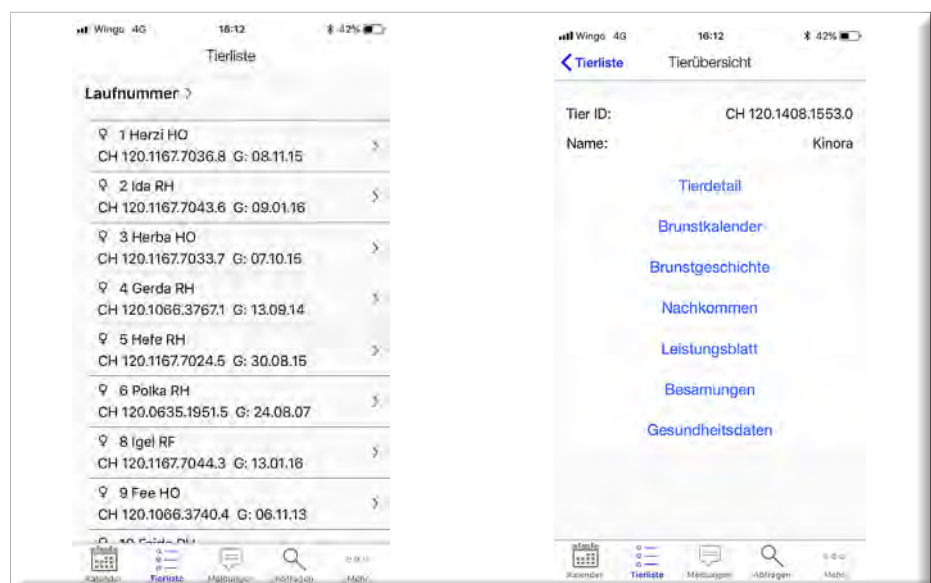 Wingo 4G 16:12 42%
Tierliste
Laufnummer >
1 Herzi HO
CH 120.1167.7036.8 G: 08.11.15
2 Ida RH
CH 120.1167.7043.6 G: 09.01.16
3 Herba HO
CH 120.1167.7033.7 G: 07.10.15
4 Gerda RH
CH 120.1066.3767.1 G: 13.09.14
5 Hefe RH
CH 120.1167.7024.5 G: 30.08.15
6 Polka RH
CH 120.0635.1951.5 G: 24.08.07
8 Igel RF
CH 120.1167.7044.3 G: 13.01.16
9 Fee HO
CH 120.1066.3740.4 G: 06.11.13
Kalender Tierliste Meldungen Abfragen Mehr
Wingo 4G 16:12 42%
Tierliste Tierübersicht
Tier ID: CH 120.1408.1553.0
Name: Kinora
Tierdetail
Brunstkalender
Brunstgeschichte
Nachkommen
Leistungsblatt
Besamungen
Gesundheitsdaten
Kalender Tierliste Meldungen Abfragen Mehr